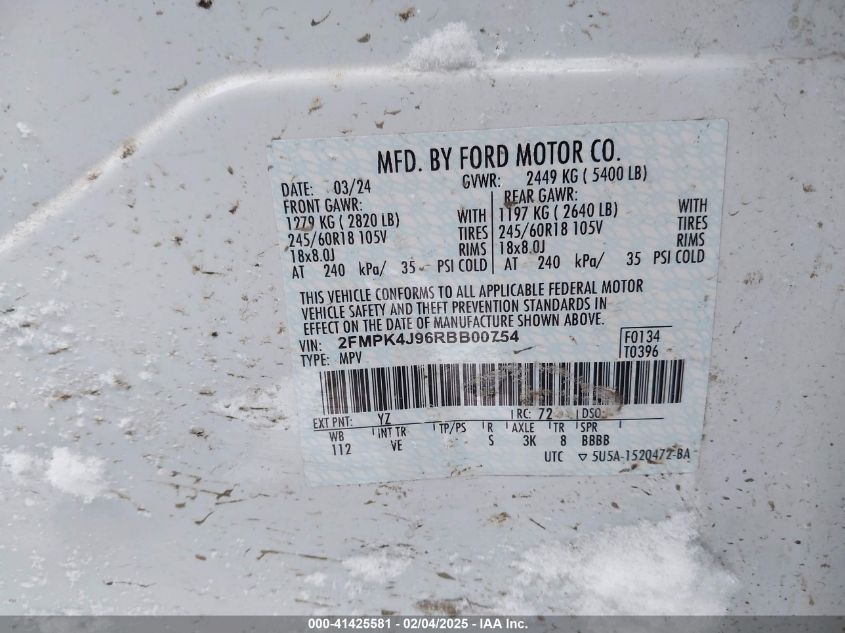 MFD. BY FORD MOTOR CO.
DATE: 03/24 GVWR: 2449 KG ( 5400 LB)
FRONT GAWR: REAR GAWR:
1279 KG ( 2820 LB) WITH 1197 KG ( 2640 LB) WITH
245/60R18 105V TIRES 245/60R18 105V TIRES
18x8.0J RIMS 18x8.0J RIMS
AT 240 kPa/ 35 PSI COLD AT 240 kPa/ 35 PSI COLD
THIS VEHICLE CONFORMS TO ALL APPLICABLE FEDERAL MOTOR
VEHICLE SAFETY AND THEFT PREVENTION STANDARDS IN
EFFECT ON THE DATE OF MANUFACTURE SHOWN ABOVE.
VIN: 2FMPK4J96RBB00754 F0134
TYPE: MPV T0396
EXT PNT: YZ RC: 72 DSO:
WB INT TR TP/PS R AXLE TR SPR
112 VE S 3K 8 BBBB
UTC ▽ 5U5A-1520472-BA
000-41425581 - 02/04/2025 - IAA Inc.